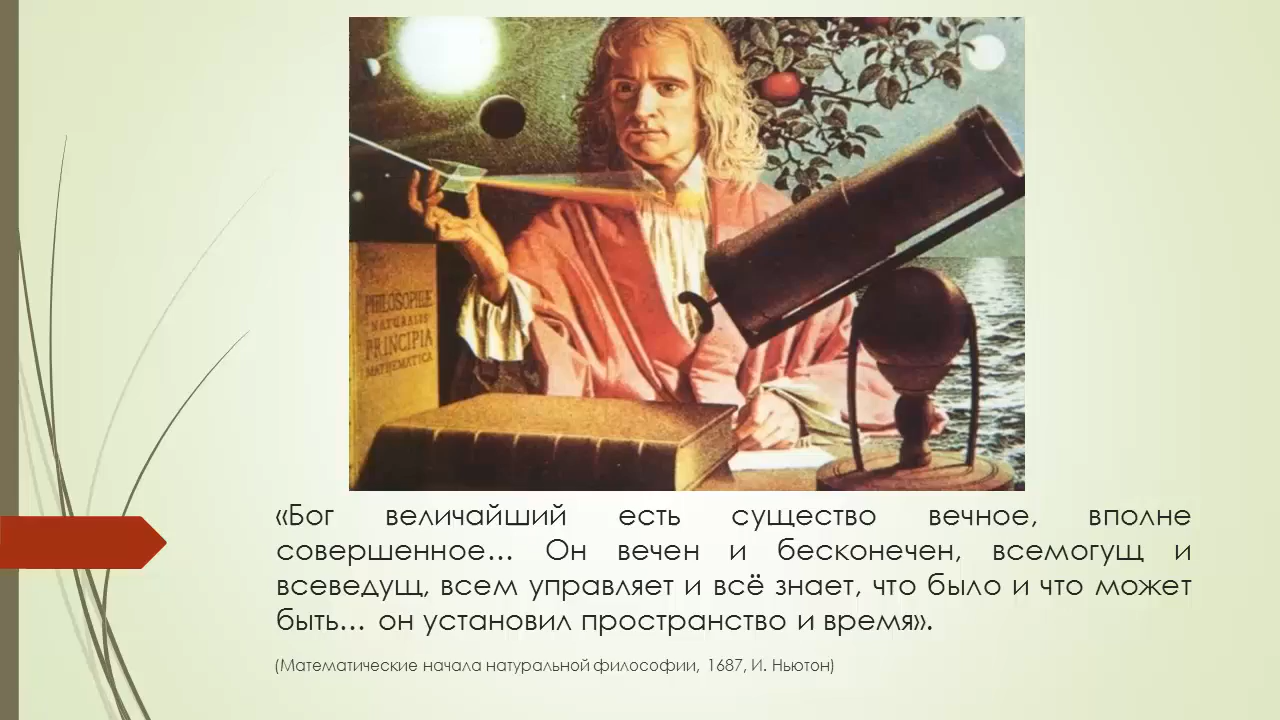 PHILOSOPHIÆ
NATURALIS
PRINCIPIA
MATHEMATICA
«Бог величайший есть существо вечное, вполне
совершенное… Он вечен и бесконечен, всемогущ и
всеведущ, всем управляет и всё знает, что было и что может
быть… он установил пространство и время».
(Математические начала натуральной философии, 1687, И. Ньютон)